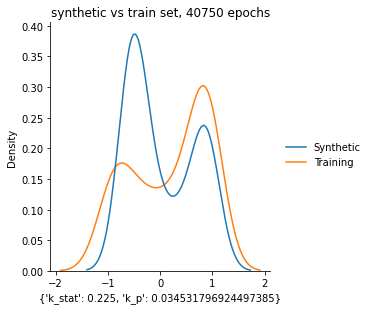 synthetic vs train set, 40750 epochs
0.40
0.35
0.30
0.25
0.20
0.15
0.10
0.05
0.00
Density
Synthetic
Training
−2 −1 0 1 2
{'k_stat': 0.225, 'k_p': 0.034531796924497385}